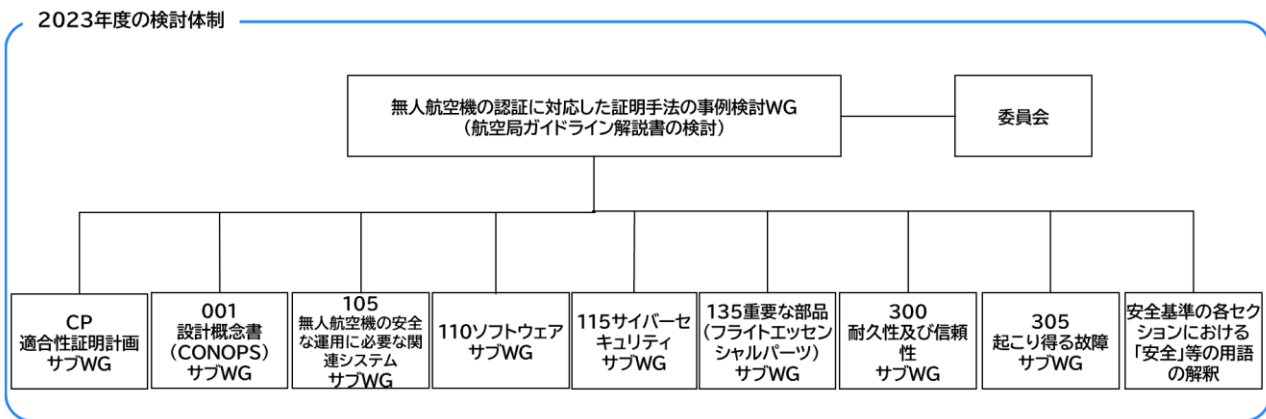 2023年度の検討体制
無人航空機の認証に対応した証明手法の事例検討WG
(航空局ガイドライン解説書の検討)
委員会
CP
適合性証明計画
サブWG
001
設計概念書
(CONOPS)
サブWG
105
無人航空機の安全
な運用に必要な関
連システム
サブWG
110ソフトウェア
サブWG
115サイバーセ
キュリティ
サブWG
135重要な部品
(フライトエッセン
シャルパーツ)
サブWG
300
耐久性及び信頼
性
サブWG
305
起こり得る故障
サブWG
安全基準の各セク
ションにおける
「安全」等の用語
の解釈